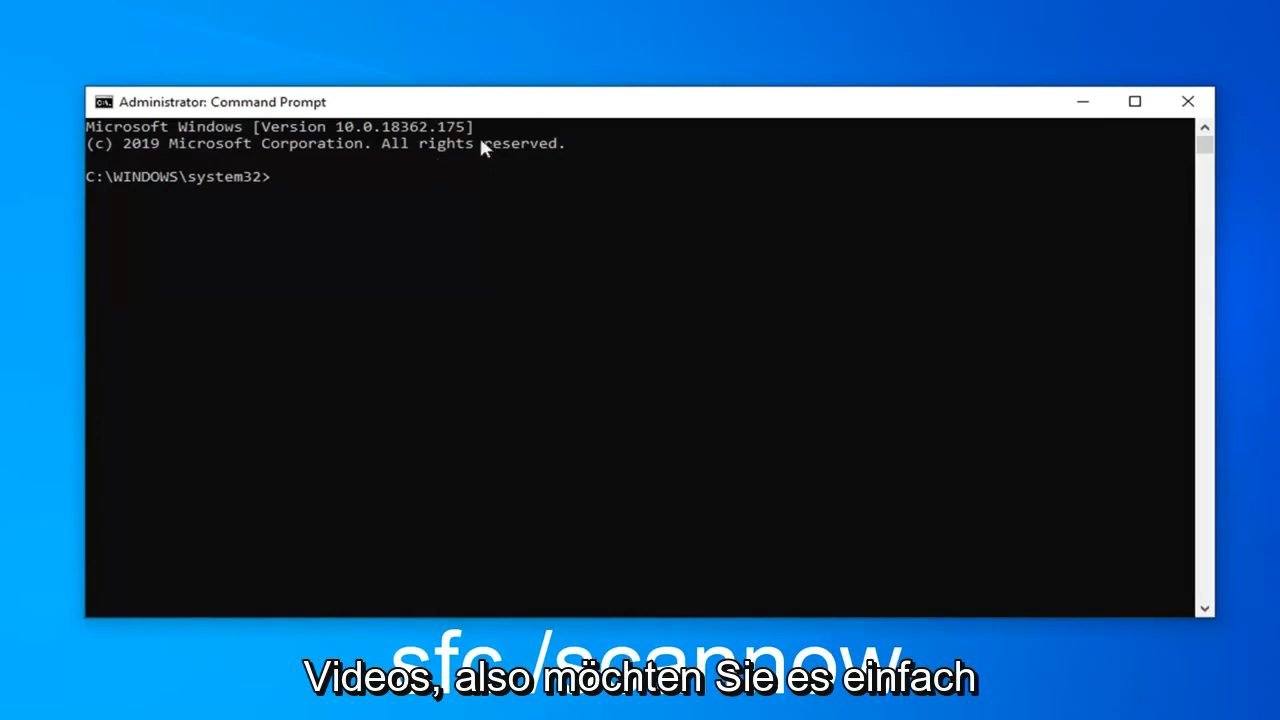 Administrator: Command Prompt
Microsoft Windows [Version 10.0.18362.175]
(c) 2019 Microsoft Corporation. All rights reserved.
C:\WINDOWS\system32>
sfc /scannow
Videos, also möchten Sie es einfach